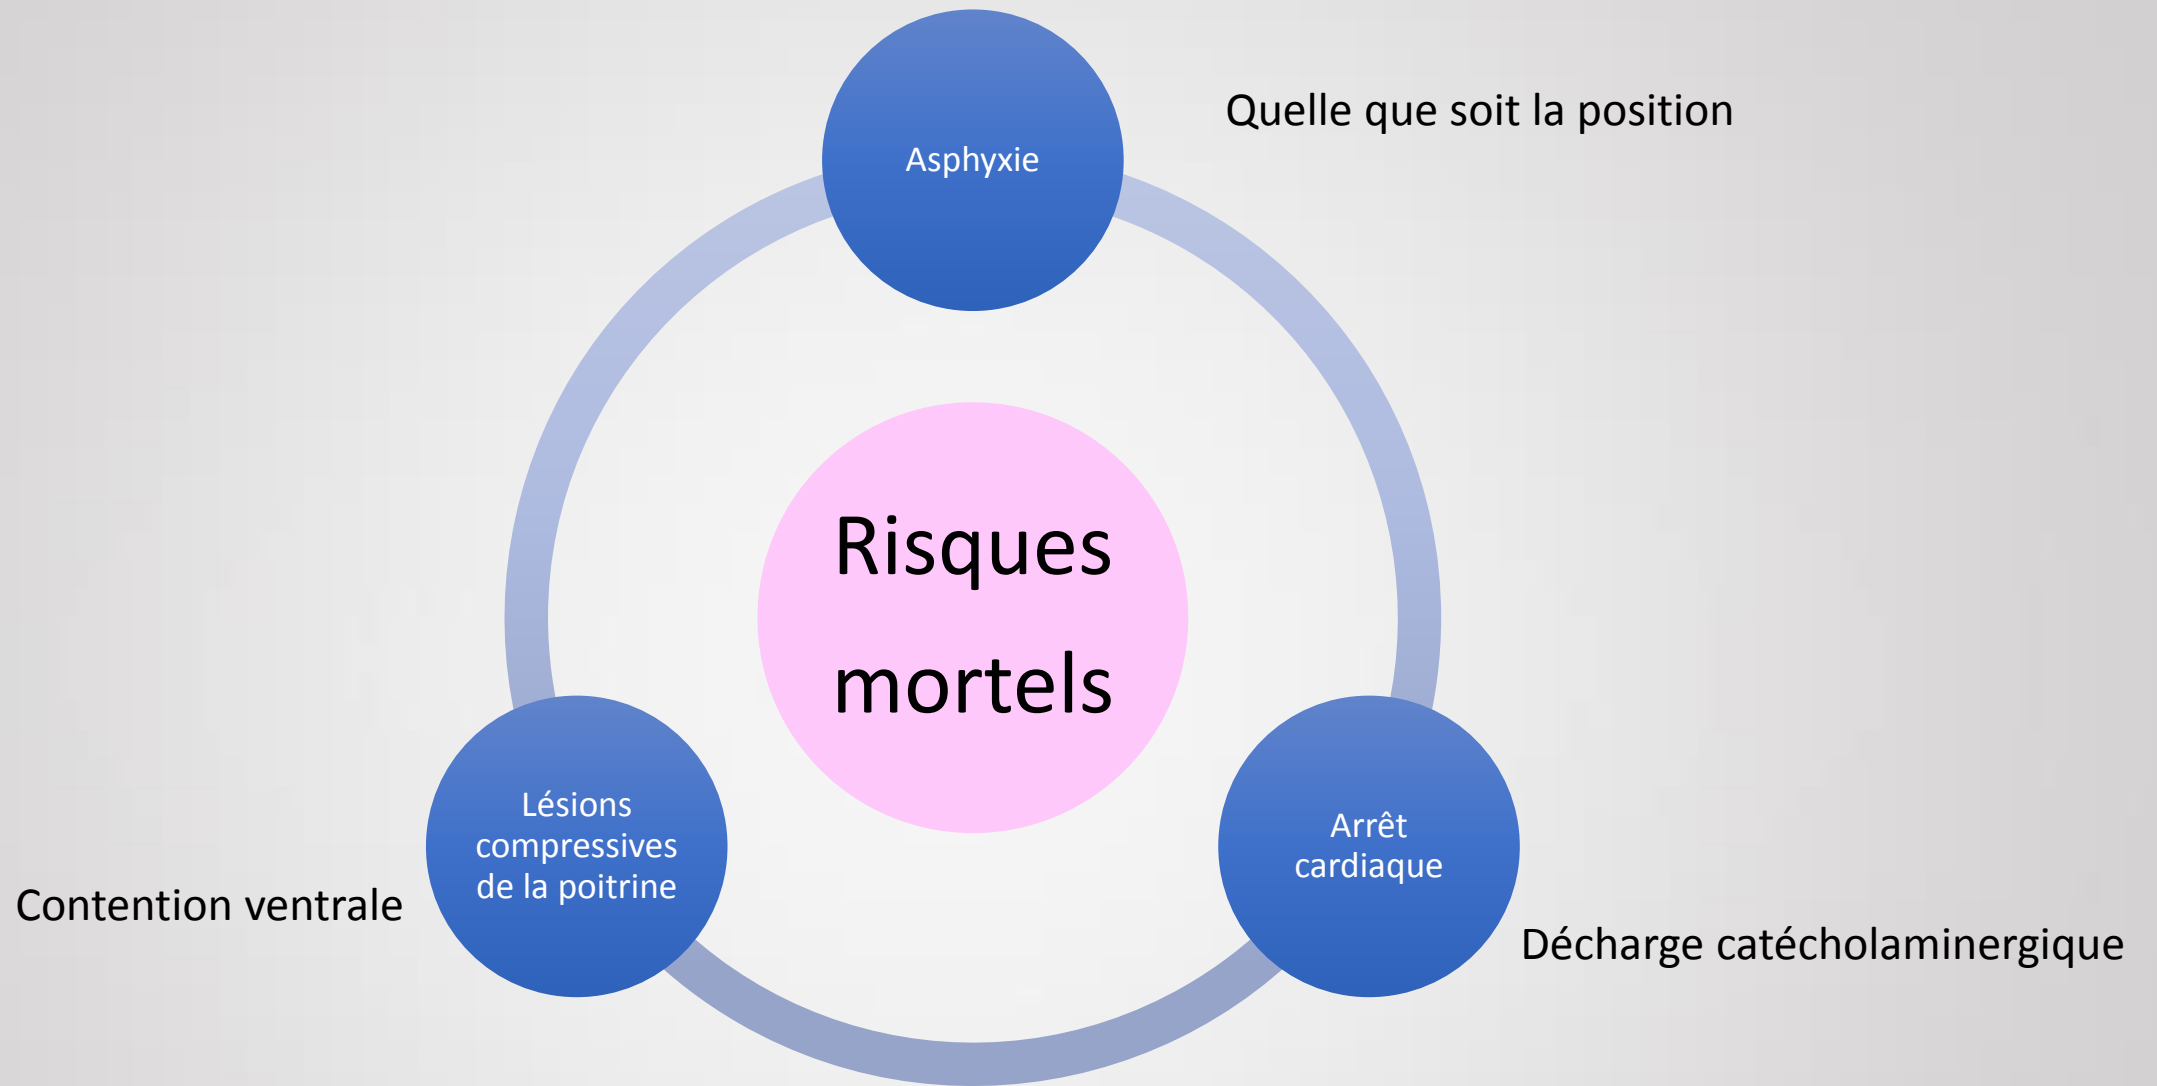 Quelle que soit la position
Asphyxie
Risques
mortels
Lésions
compressives
de la poitrine
Arrêt
cardiaque
Contention ventrale
Décharge catécholaminergique